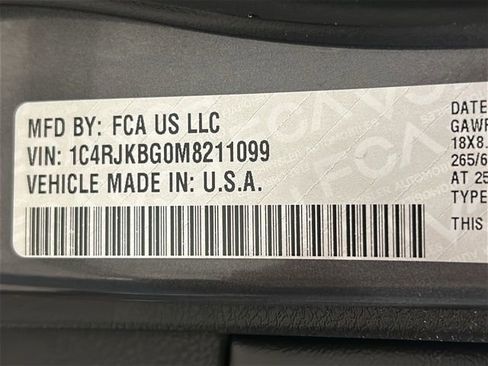 MFD BY: FCA US LLC
VIN: 1C4RJKBG0M8211099
VEHICLE MADE IN: U.S.A.
DATE
GAWR
18X8.
265/6
AT 25
TYPE
THIS